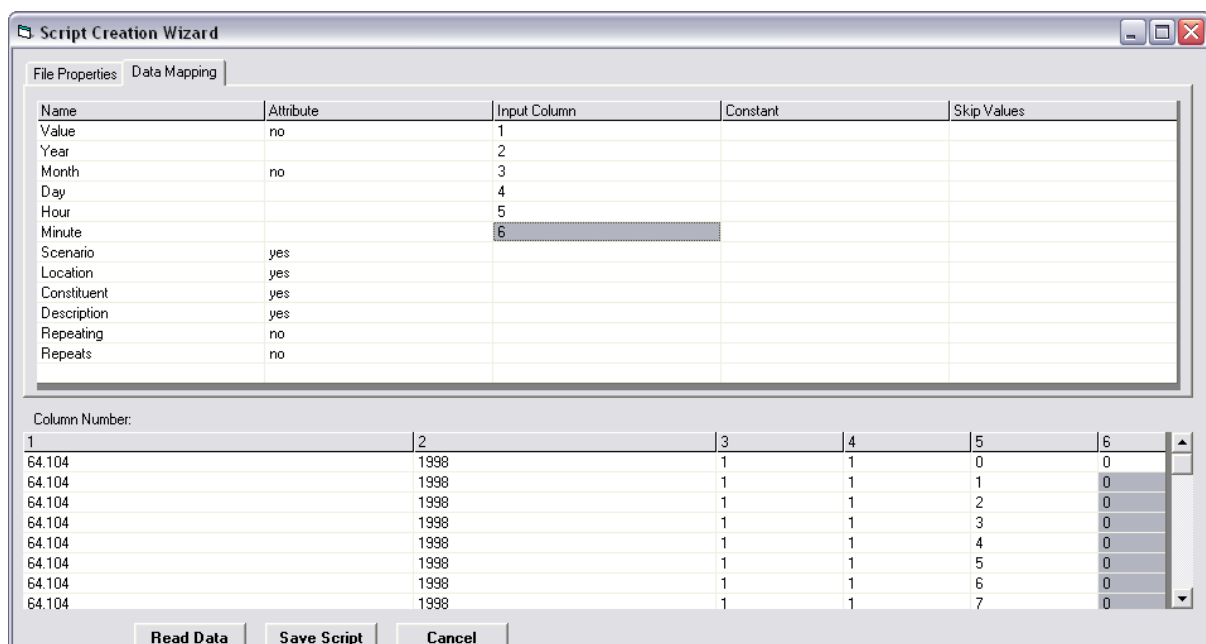 Script Creation Wizard
File Properties Data Mapping
Name Attribute Input Column Constant Skip Values
Value no 1
Year 2
Month no 3
Day 4
Hour 5
Minute 6
Scenario yes
Location yes
Constituent yes
Description yes
Repeating no
Repeats no
Column Number:
1 2 3 4 5 6
64.104 1998 1 1 0 0
64.104 1998 1 1 1 0
64.104 1998 1 1 2 0
64.104 1998 1 1 3 0
64.104 1998 1 1 4 0
64.104 1998 1 1 5 0
64.104 1998 1 1 6 0
64.104 1998 1 1 7 0
Read Data Save Script Cancel